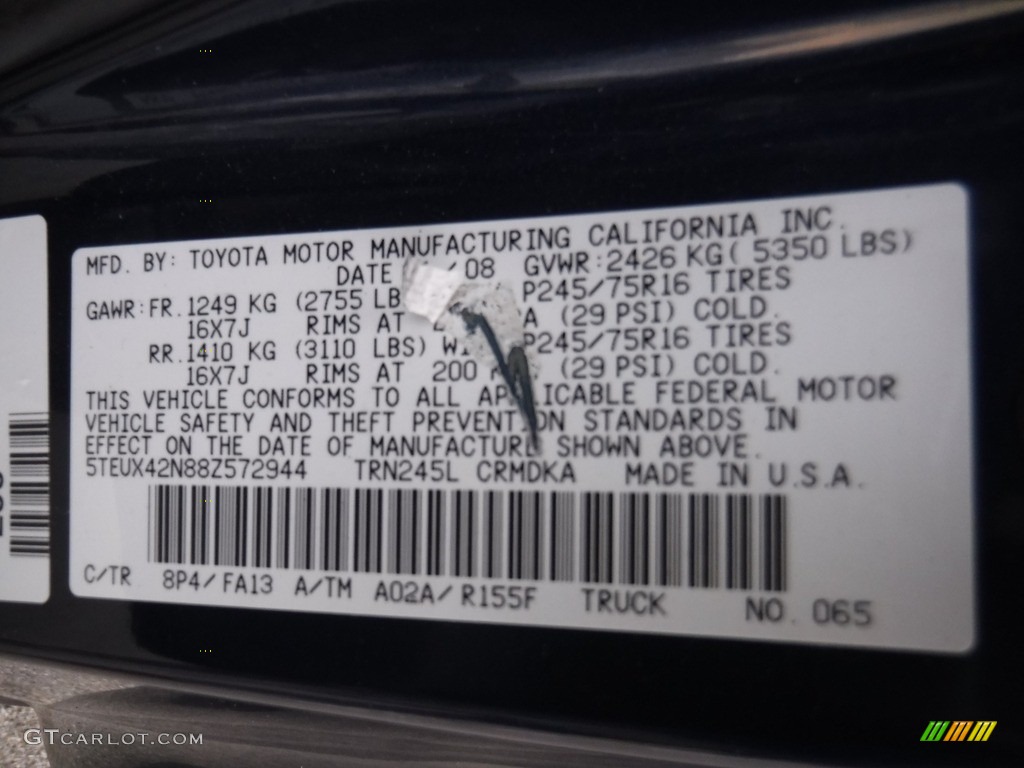 MFD. BY: TOYOTA MOTOR MANUFACTURING CALIFORNIA INC.
DATE /08 GVWR: 2426 KG ( 5350 LBS)
GAWR: FR. 1249 KG (2755 LB P245/75R16 TIRES
16X7J RIMS AT (29 PSI) COLD.
RR. 1410 KG (3110 LBS) P245/75R16 TIRES
16X7J RIMS AT 200 (29 PSI) COLD.
THIS VEHICLE CONFORMS TO ALL APPLICABLE FEDERAL MOTOR
VEHICLE SAFETY AND THEFT PREVENTION STANDARDS IN
EFFECT ON THE DATE OF MANUFACTURE SHOWN ABOVE.
5TEUX42N88Z572944 TRN245L CRMDKA MADE IN U.S.A.
C/TR 8P4/FA13 A/TM A02A/R155F TRUCK NO. 065
GTCARLOT.COM